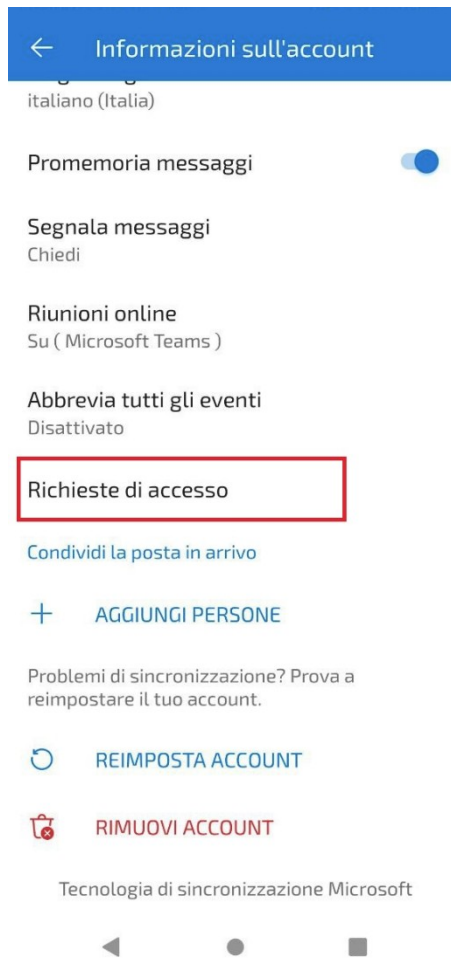 Informazioni sull'account
italiano (Italia)
Promemoria messaggi
Segnala messaggi
Chiedi
Riunioni online
Su ( Microsoft Teams )
Abbrevia tutti gli eventi
Disattivato
Richieste di accesso
Condividi la posta in arrivo
AGGIUNGI PERSONE
Problemi di sincronizzazione? Prova a
reimpostare il tuo account.
REIMPOSTA ACCOUNT
RIMUOVI ACCOUNT
Tecnologia di sincronizzazione Microsoft